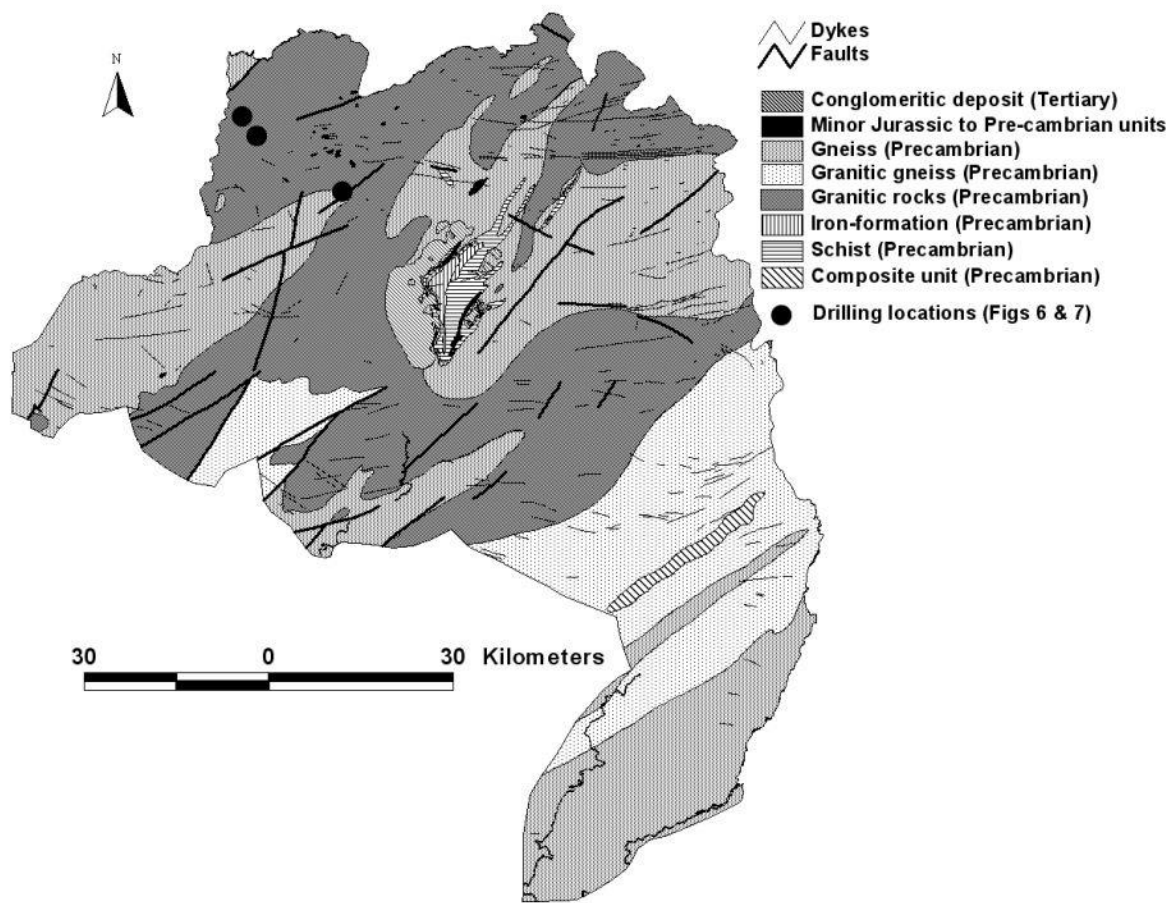 N
Dykes
Faults
Conglomeritic deposit (Tertiary)
Minor Jurassic to Pre-cambrian units
Gneiss (Precambrian)
Granitic gneiss (Precambrian)
Granitic rocks (Precambrian)
Iron-formation (Precambrian)
Schist (Precambrian)
Composite unit (Precambrian)
Drilling locations (Figs 6 & 7)
30 0 30 Kilometers